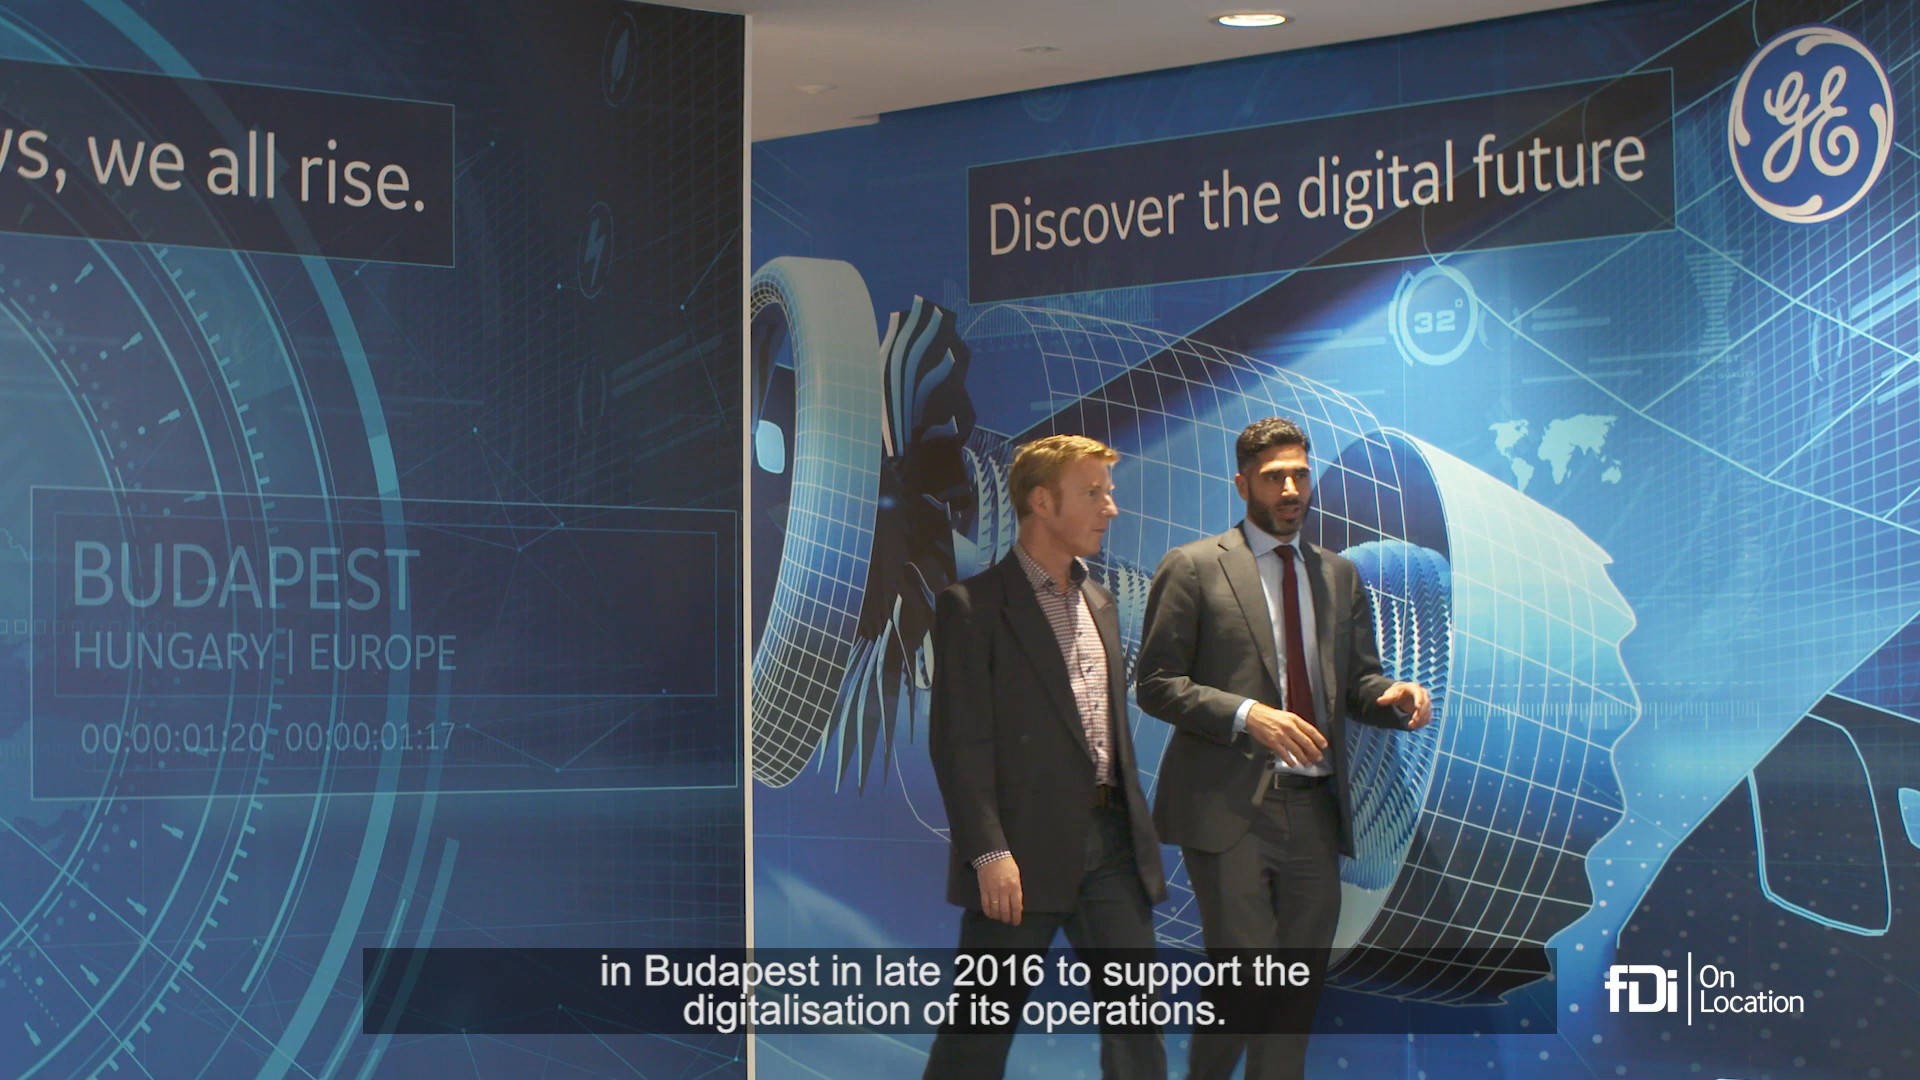 s, we all rise.
Discover the digital future
GE
32°
BUDAPEST
HUNGARY | EUROPE
00:00:01:20 00:00:01:17
in Budapest in late 2016 to support the
digitalisation of its operations.
fDi On
Location